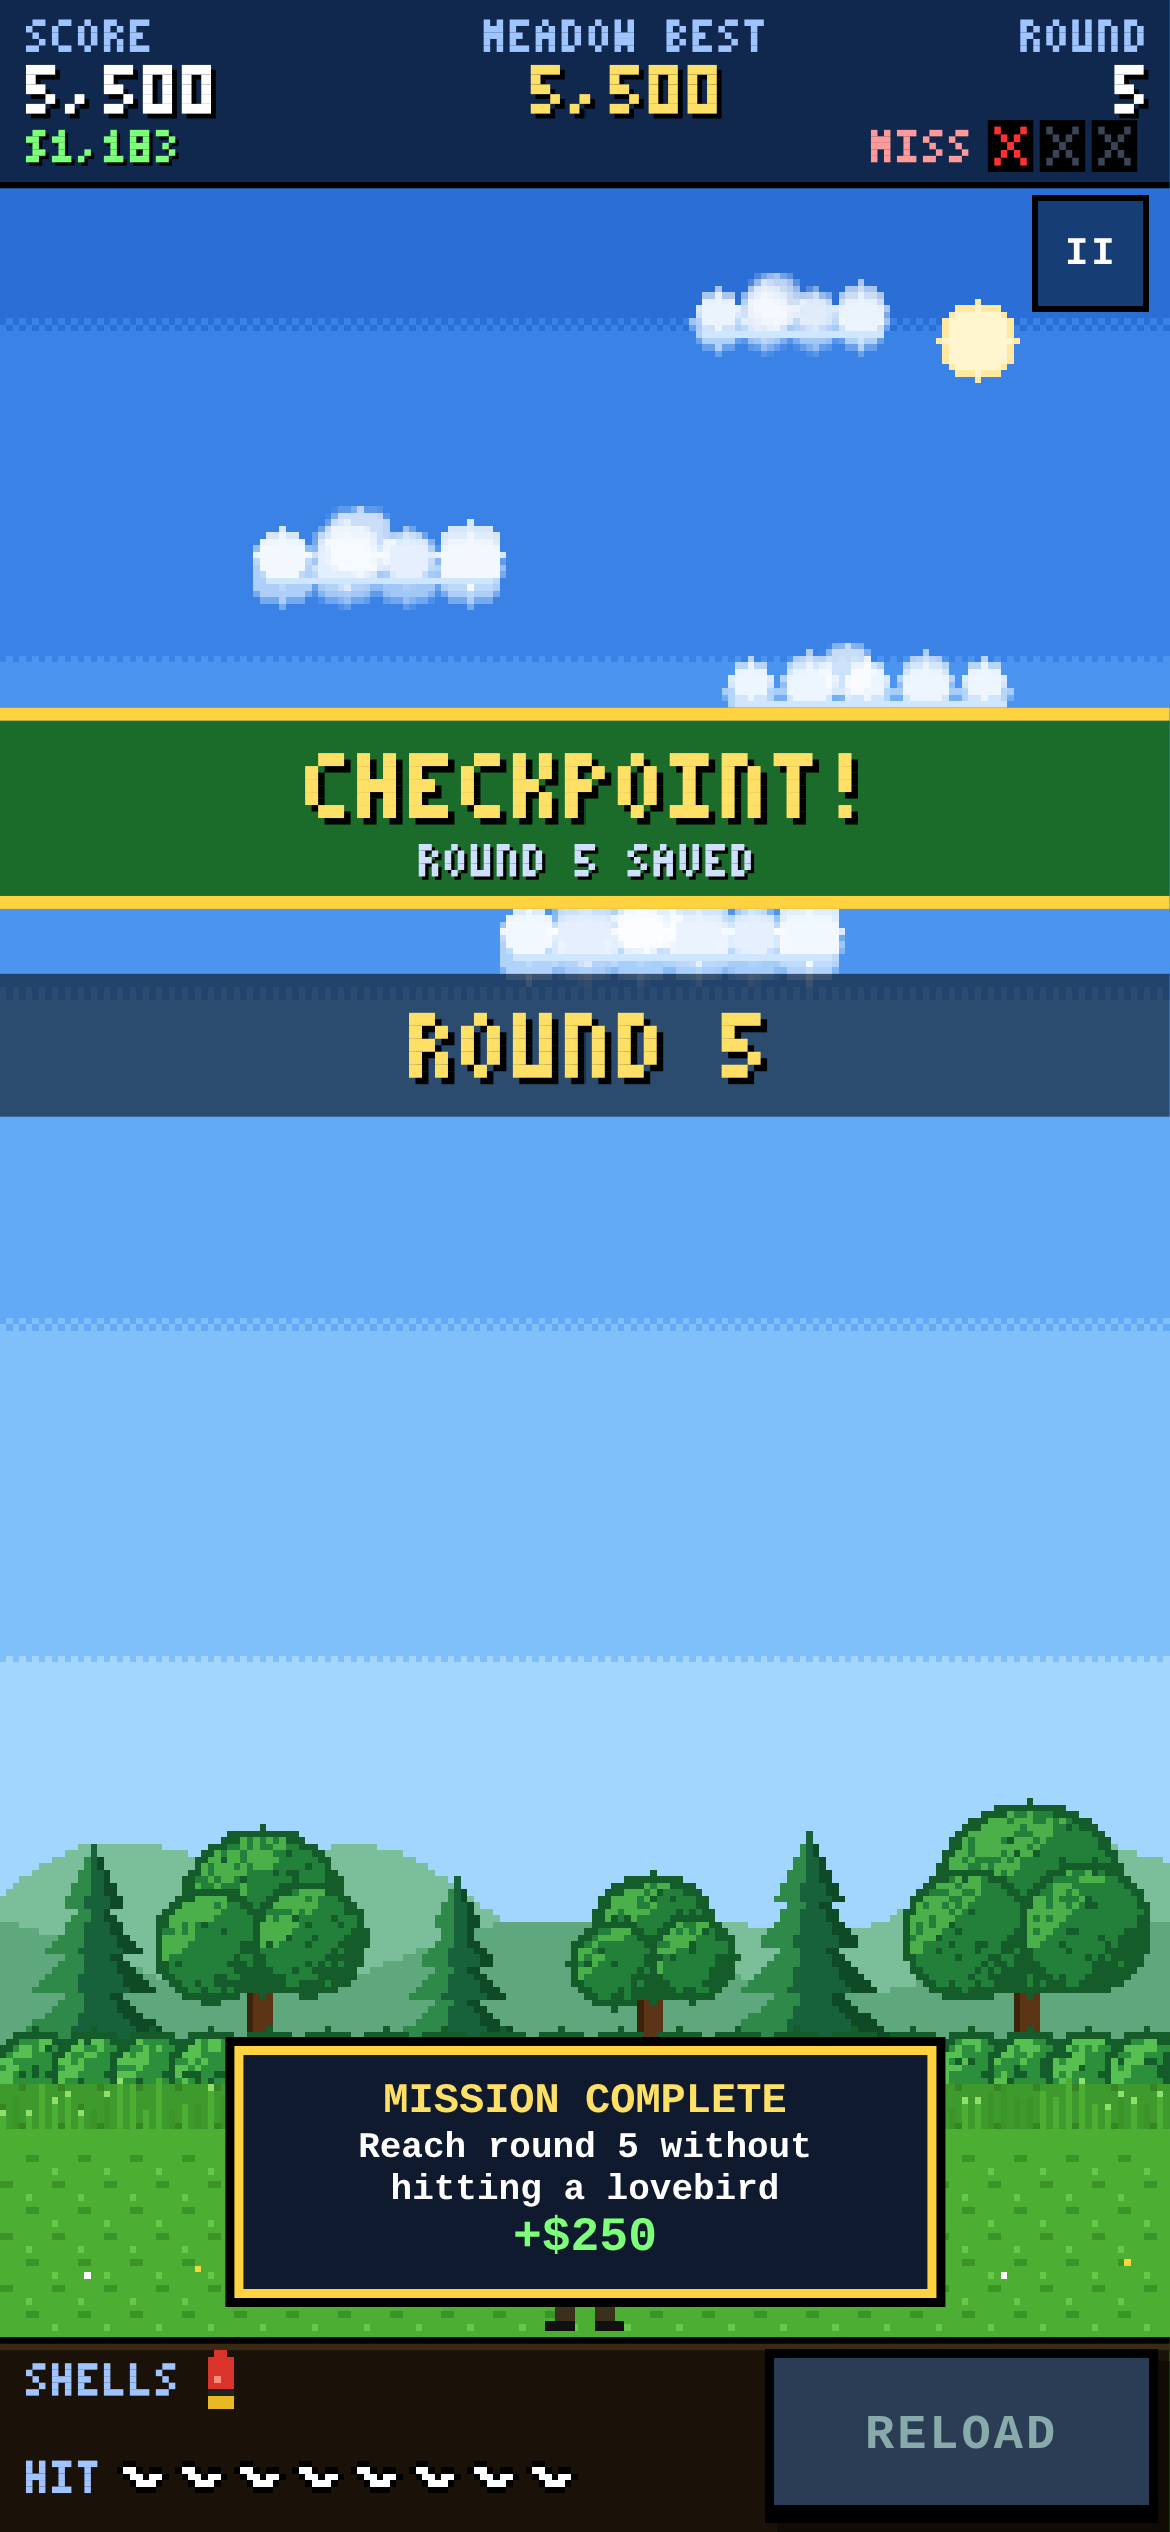 SCORE
MEADOW BEST
ROUND
5,500
5,500
5
$1,183
MISS X X X
II
CHECKPOINT!
ROUND 5 SAVED
ROUND 5
MISSION COMPLETE
Reach round 5 without
hitting a lovebird
+$250
SHELLS
RELOAD
HIT